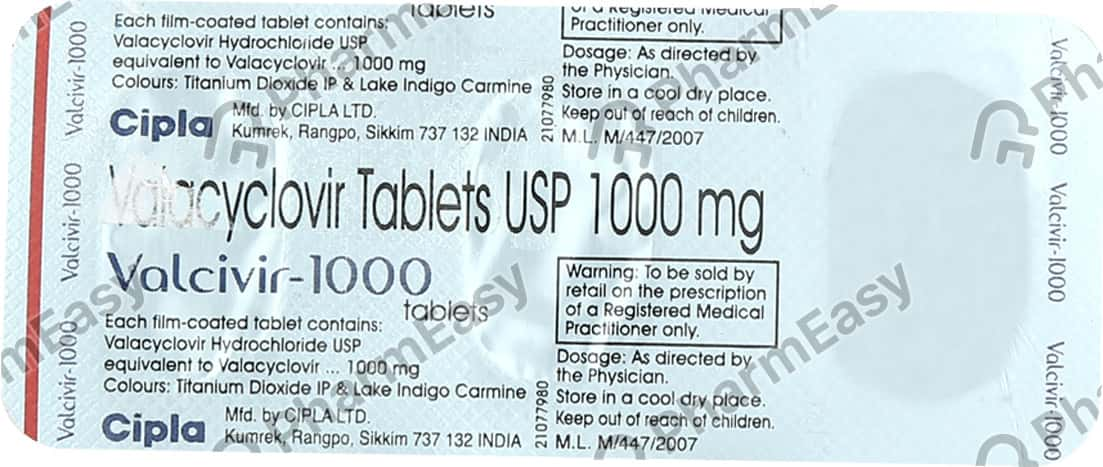 tablets
of a Registered Medical
Practitioner only.
Each film-coated tablet contains:
Valacyclovir Hydrochloride USP
equivalent to Valacyclovir ... 1000 mg
Colours: Titanium Dioxide IP & Lake Indigo Carmine
Dosage: As directed by
the Physician.
Store in a cool dry place.
Keep out of reach of children.
M.L. M/447/2007
21077980
Cipla
Mfd. by CIPLA LTD.
Kumrek, Rangpo, Sikkim 737 132 INDIA
Valacyclovir Tablets USP 1000 mg
Valcivir-1000
tablets
Each film-coated tablet contains:
Valacyclovir Hydrochloride USP
equivalent to Valacyclovir ... 1000 mg
Colours: Titanium Dioxide IP & Lake Indigo Carmine
Cipla
Mfd. by CIPLA LTD.
Kumrek, Rangpo, Sikkim 737 132 INDIA
21077980
Warning: To be sold by
retail on the prescription
of a Registered Medical
Practitioner only.
Dosage: As directed by
the Physician.
Store in a cool dry place.
Keep out of reach of children.
M.L. M/447/2007
Valcivir-1000
Valcivir-1000
Valcivir-1000
Valcivir-1000
Valcivir-1000
Valcivir-1000
PharmEasy
PharmEasy
PharmEasy
PharmEasy